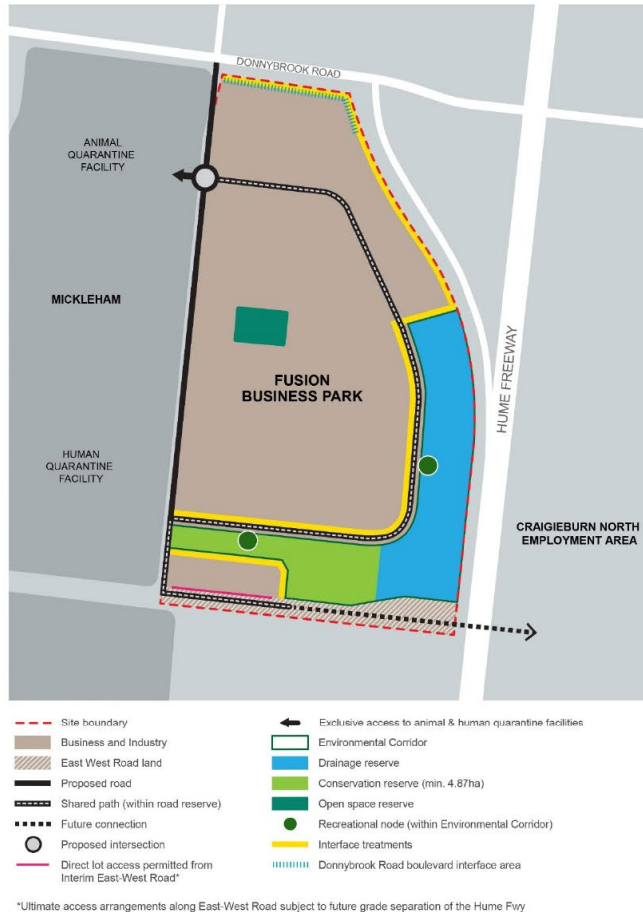 DONNYBROOK ROAD
ANIMAL
QUARANTINE
FACILITY
MICKLEHAM
FUSION
BUSINESS PARK
HUME FREEWAY
HUMAN
QUARANTINE
FACILITY
CRAIGIEBURN NORTH
EMPLOYMENT AREA
Site boundary
Business and Industry
East West Road land
Proposed road
Shared path (within road reserve)
Future connection
Proposed intersection
Direct lot access permitted from
Interim East-West Road*
Exclusive access to animal & human quarantine facilities
Environmental Corridor
Drainage reserve
Conservation reserve (min. 4.87ha)
Open space reserve
Recreational node (within Environmental Corridor)
Interface treatments
Donnybrook Road boulevard interface area
*Ultimate access arrangements along East-West Road subject to future grade separation of the Hume Fwy